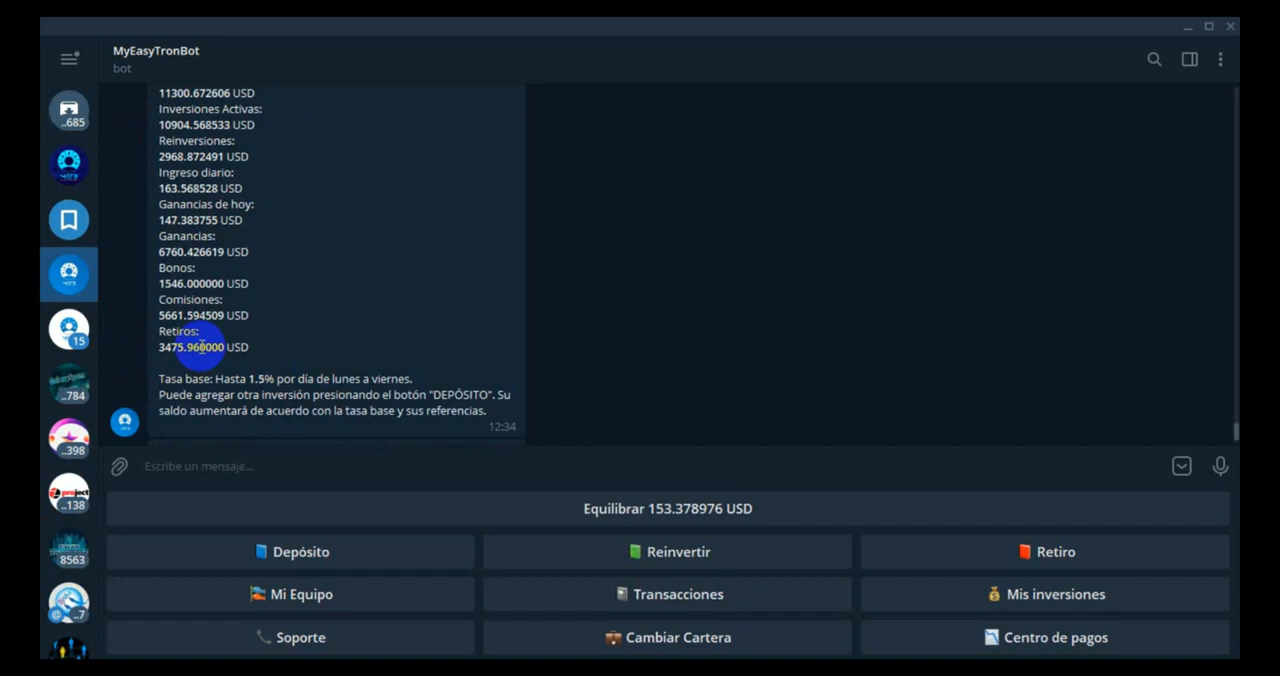 MyEasyTronBot
bot
11300.672606 USD
Inversiones Activas:
10904.568533 USD
Reinversiones:
2968.872491 USD
Ingreso diario:
163.568528 USD
Ganancias de hoy:
147.383755 USD
Ganancias:
6760.426619 USD
Bonos:
1546.000000 USD
Comisiones:
5661.594509 USD
Retiros:
3475.960000 USD
Tasa base: Hasta 1.5% por día de lunes a viernes.
Puede agregar otra inversión presionando el botón "DEPÓSITO". Su
saldo aumentará de acuerdo con la tasa base y sus referencias.
12:34
..685
15
..784
..398
..138
8563
@ ..7
Escribe un mensaje...
Equilibrar 153.378976 USD
Depósito
Reinvertir
Retiro
Mi Equipo
Transacciones
Mis inversiones
Soporte
Cambiar Cartera
Centro de pagos